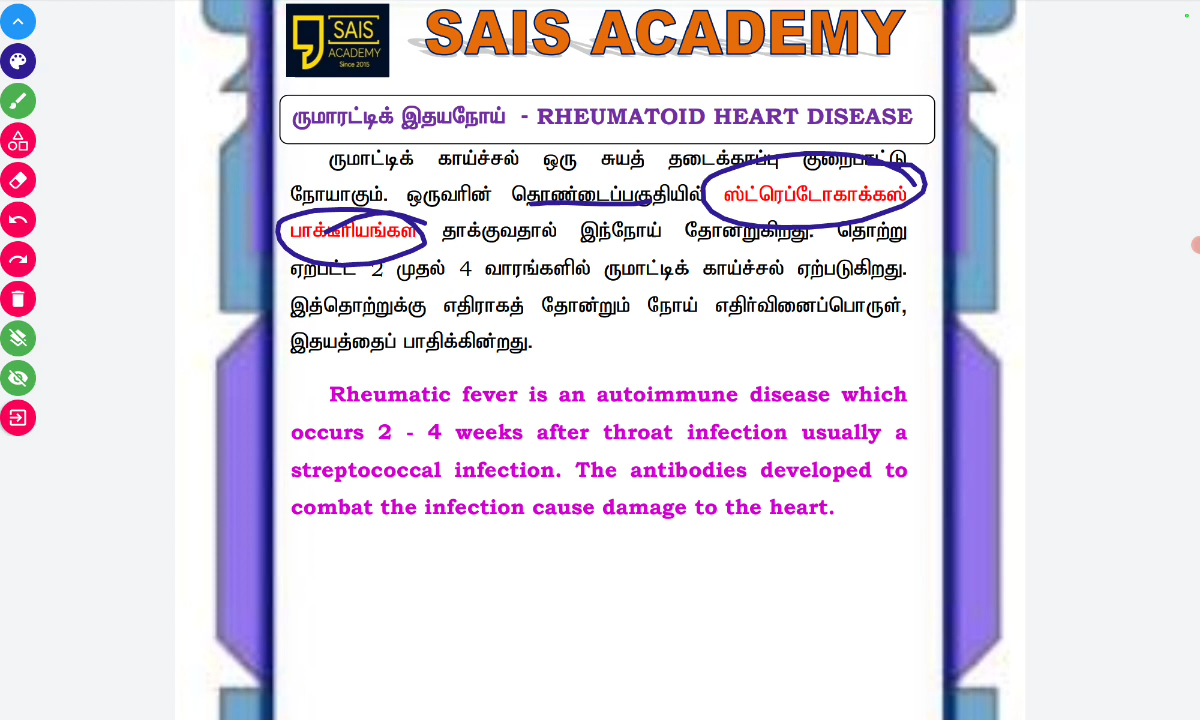 SAIS
ACADEMY
Since 2015
SAIS ACADEMY
ருமாரட்டிக் இதயநோய் - RHEUMATOID HEART DISEASE
ருமாட்டிக் காய்ச்சல் ஒரு சுயத் தடைக்காப்பு குறைபாட்டு
நோயாகும். ஒருவரின் தொண்டைப்பகுதியில் ஸ்ட்ரெப்டோகாக்கஸ்
பாக்டீரியங்கள் தாக்குவதால் இந்நோய் தோன்றுகிறது. தொற்று
ஏற்பட்ட 2 முதல் 4 வாரங்களில் ருமாட்டிக் காய்ச்சல் ஏற்படுகிறது.
இத்தொற்றுக்கு எதிராகத் தோன்றும் நோய் எதிர்வினைப்பொருள்,
இதயத்தைப் பாதிக்கின்றது.
Rheumatic fever is an autoimmune disease which
occurs 2 - 4 weeks after throat infection usually a
streptococcal infection. The antibodies developed to
combat the infection cause damage to the heart.